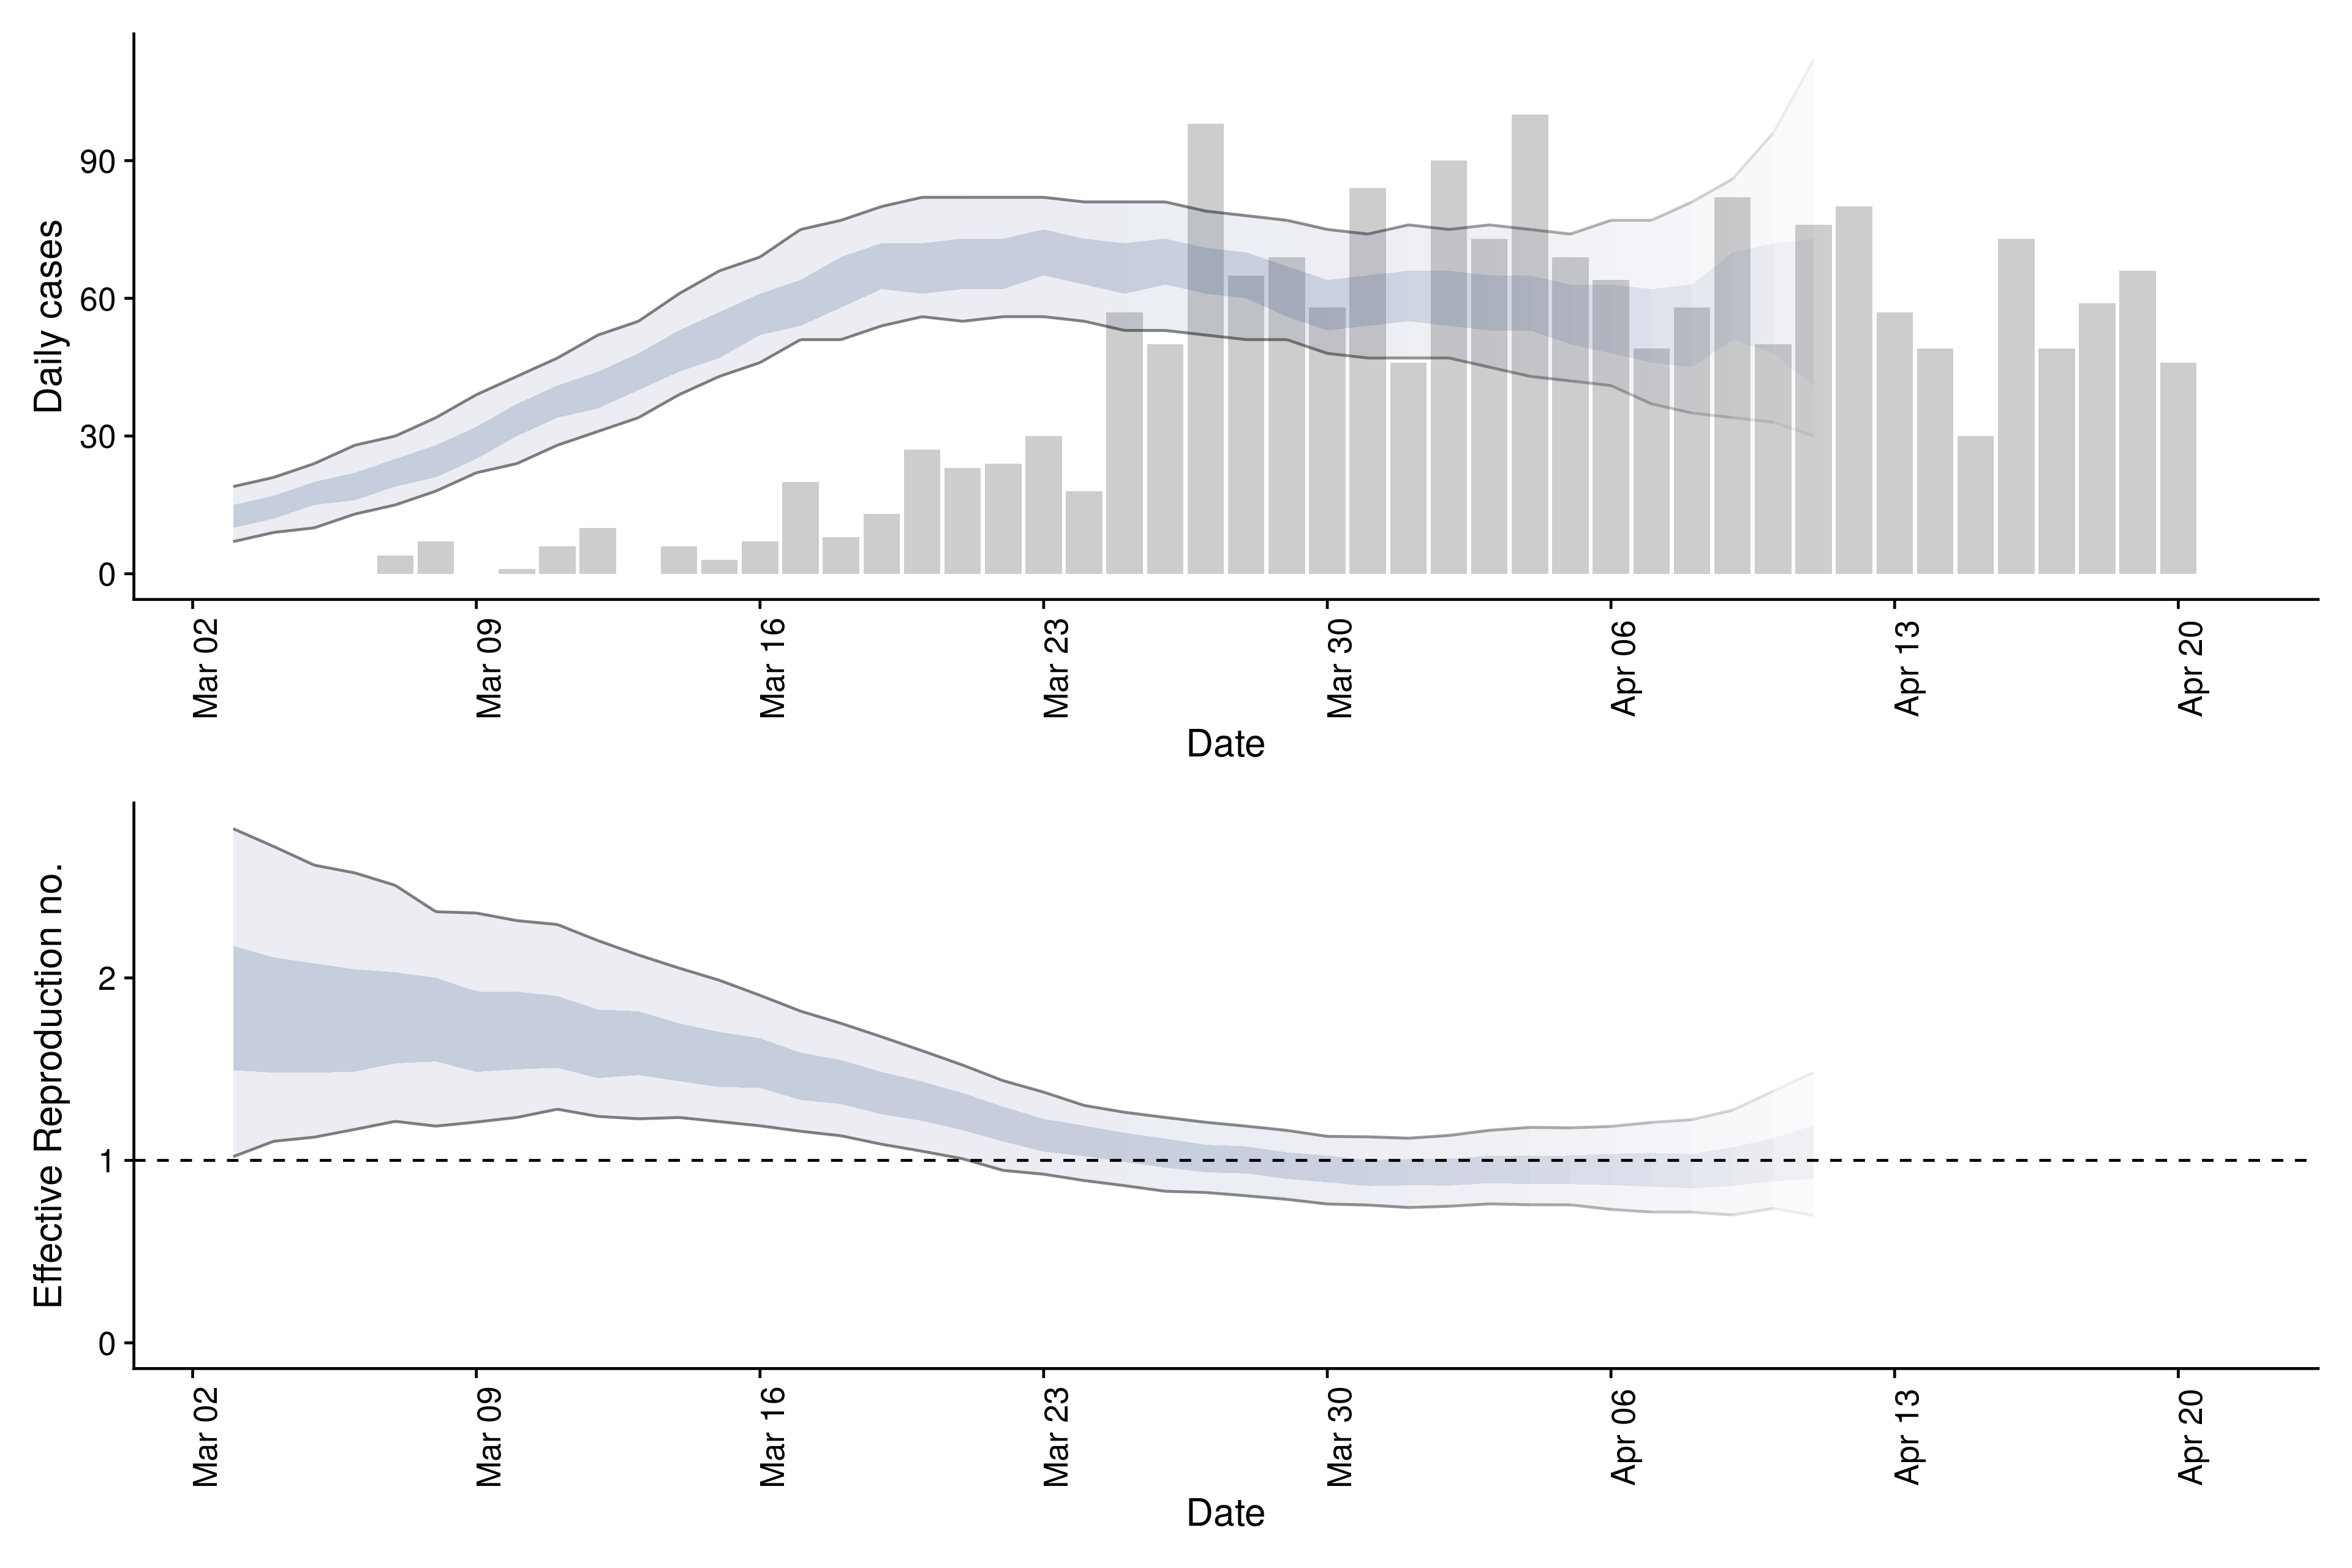 Daily cases
90
60
30
0
Mar 02
Mar 09
Mar 16
Mar 23
Mar 30
Apr 06
Apr 13
Apr 20
Date
Effective Reproduction no.
2
1
0
Mar 02
Mar 09
Mar 16
Mar 23
Mar 30
Apr 06
Apr 13
Apr 20
Date